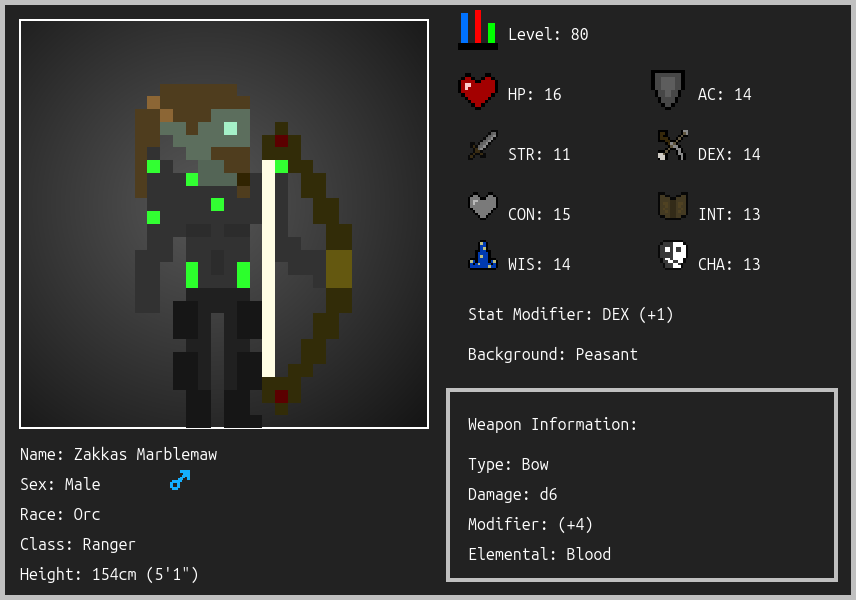 Level: 80
HP: 16
AC: 14
STR: 11
DEX: 14
CON: 15
INT: 13
WIS: 14
CHA: 13
Stat Modifier: DEX (+1)
Background: Peasant
Weapon Information:
Type: Bow
Damage: d6
Modifier: (+4)
Elemental: Blood
Name: Zakkas Marblemaw
Sex: Male
Race: Orc
Class: Ranger
Height: 154cm (5'1")